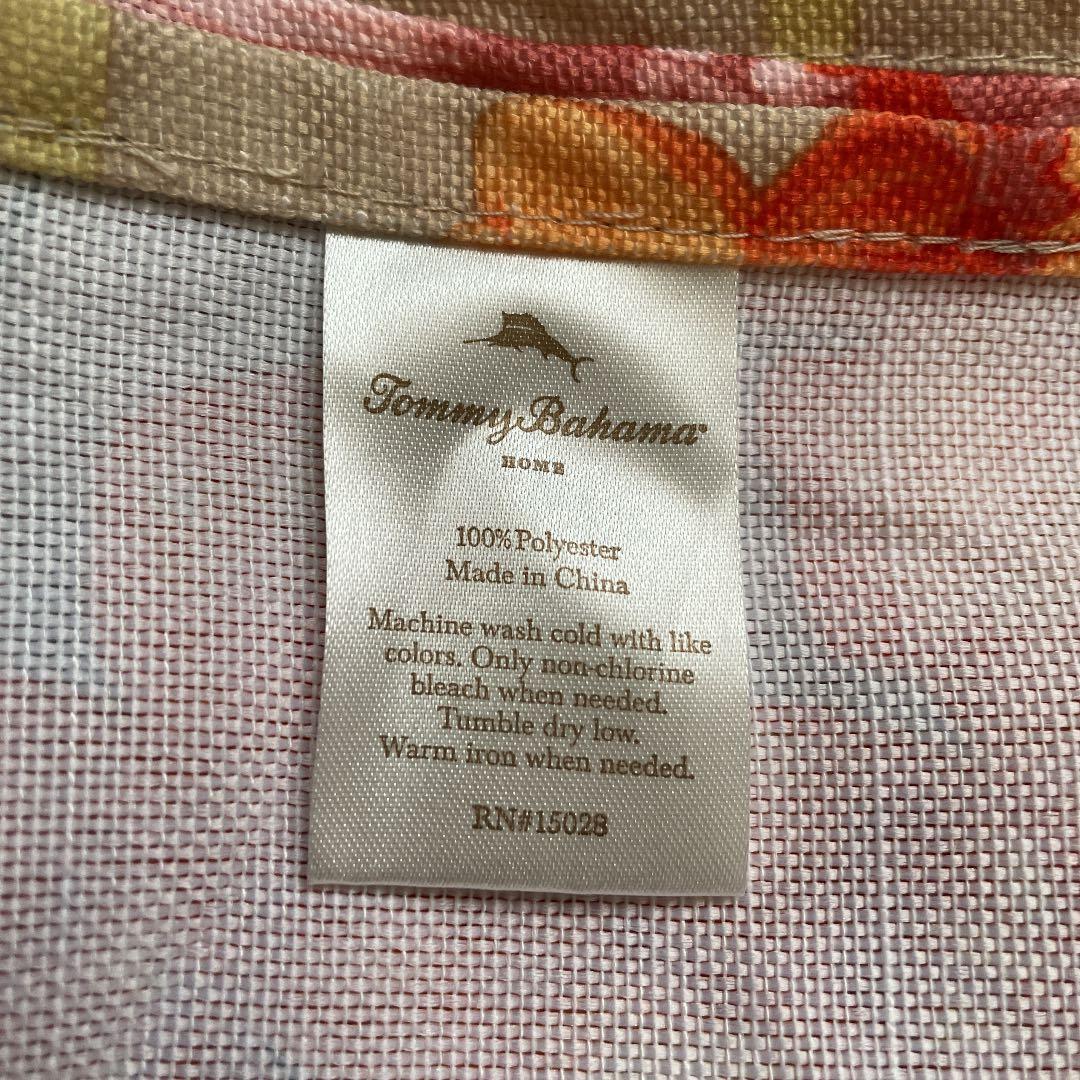 Tommy Bahama
HOME
100% Polyester
Made in China
Machine wash cold with like
colors. Only non-chlorine
bleach when needed.
Tumble dry low.
Warm iron when needed.
RN#15028